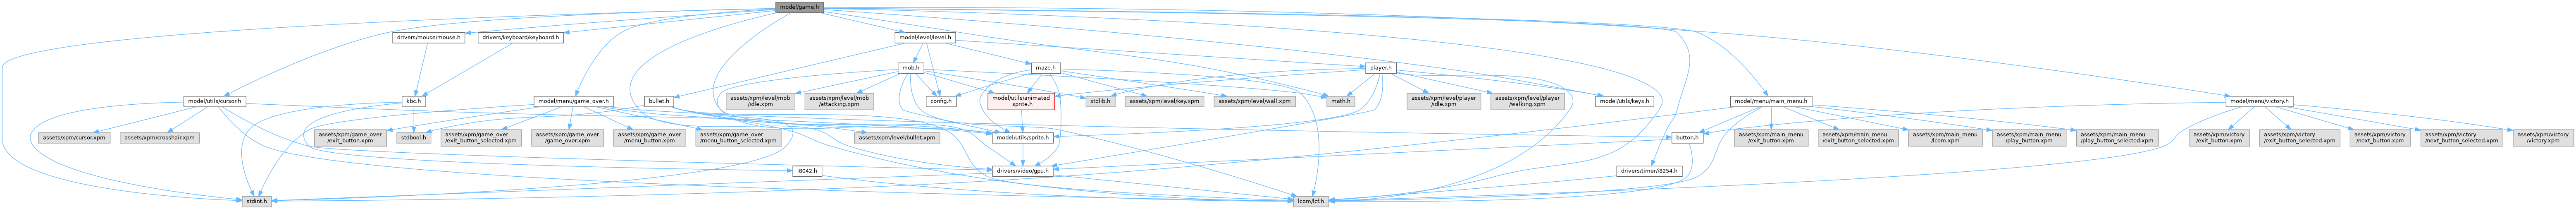 model/game.h
drivers/mouse/mouse.h
drivers/keyboard/keyboard.h
model/level/level.h
mob.h
maze.h
player.h
model/utils/cursor.h
kbc.h
model/menu/game_over.h
bullet.h
assets/xpm/level/mob
/idle.xpm
assets/xpm/level/mob
/attacking.xpm
config.h
model/utils/animated
_sprite.h
stdlib.h
assets/xpm/level/key.xpm
assets/xpm/level/wall.xpm
math.h
assets/xpm/level/player
/idle.xpm
assets/xpm/level/player
/walking.xpm
model/utils/keys.h
model/menu/main_menu.h
model/menu/victory.h
assets/xpm/cursor.xpm
assets/xpm/crosshair.xpm
assets/xpm/game_over
/exit_button.xpm
stdbool.h
assets/xpm/game_over
/exit_button_selected.xpm
assets/xpm/game_over
/game_over.xpm
assets/xpm/game_over
/menu_button.xpm
assets/xpm/game_over
/menu_button_selected.xpm
assets/xpm/level/bullet.xpm
model/utils/sprite.h
button.h
assets/xpm/main_menu
/exit_button.xpm
assets/xpm/main_menu
/exit_button_selected.xpm
assets/xpm/main_menu
/lcom.xpm
assets/xpm/main_menu
/play_button.xpm
assets/xpm/main_menu
/play_button_selected.xpm
assets/xpm/victory
/exit_button.xpm
assets/xpm/victory
/exit_button_selected.xpm
assets/xpm/victory
/next_button.xpm
assets/xpm/victory
/next_button_selected.xpm
assets/xpm/victory
/victory.xpm
i8042.h
drivers/video/gpu.h
drivers/timer/i8254.h
stdint.h
lcom/lcf.h